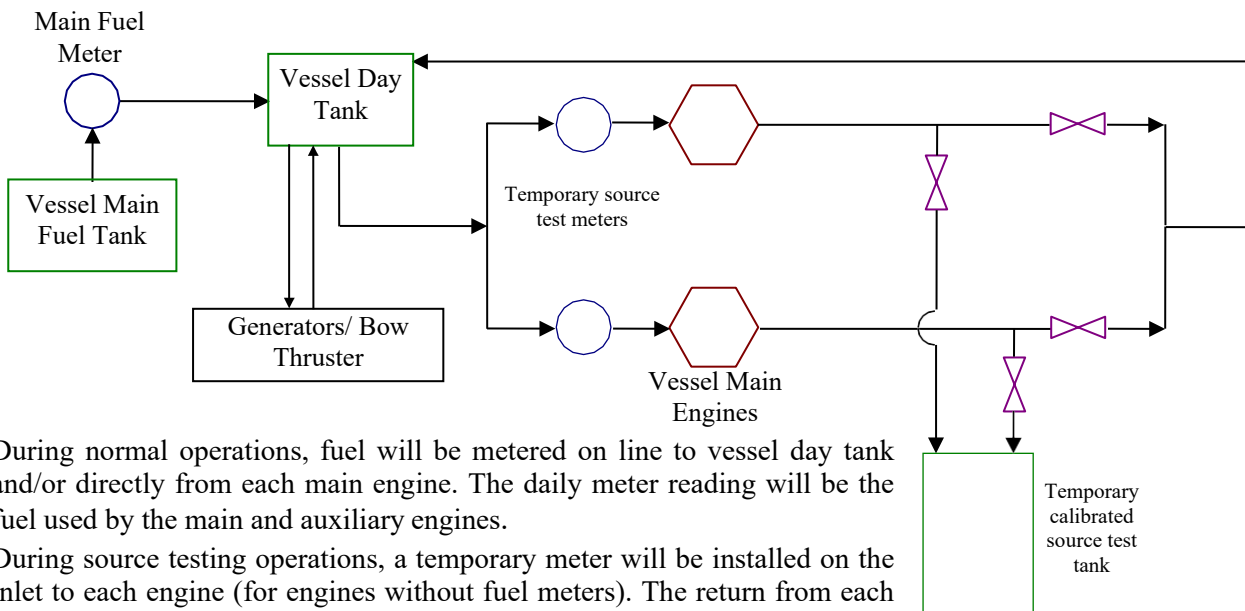 Main Fuel
Meter
Vessel Day
Tank
Vessel Main
Fuel Tank
Temporary source
test meters
Generators/ Bow
Thruster
Vessel Main
Engines
During normal operations, fuel will be metered on line to vessel day tank
and/or directly from each main engine. The daily meter reading will be the
fuel used by the main and auxiliary engines.
During source testing operations, a temporary meter will be installed on the
inlet to each engine (for engines without fuel meters). The return from each
Temporary
calibrated
source test
tank